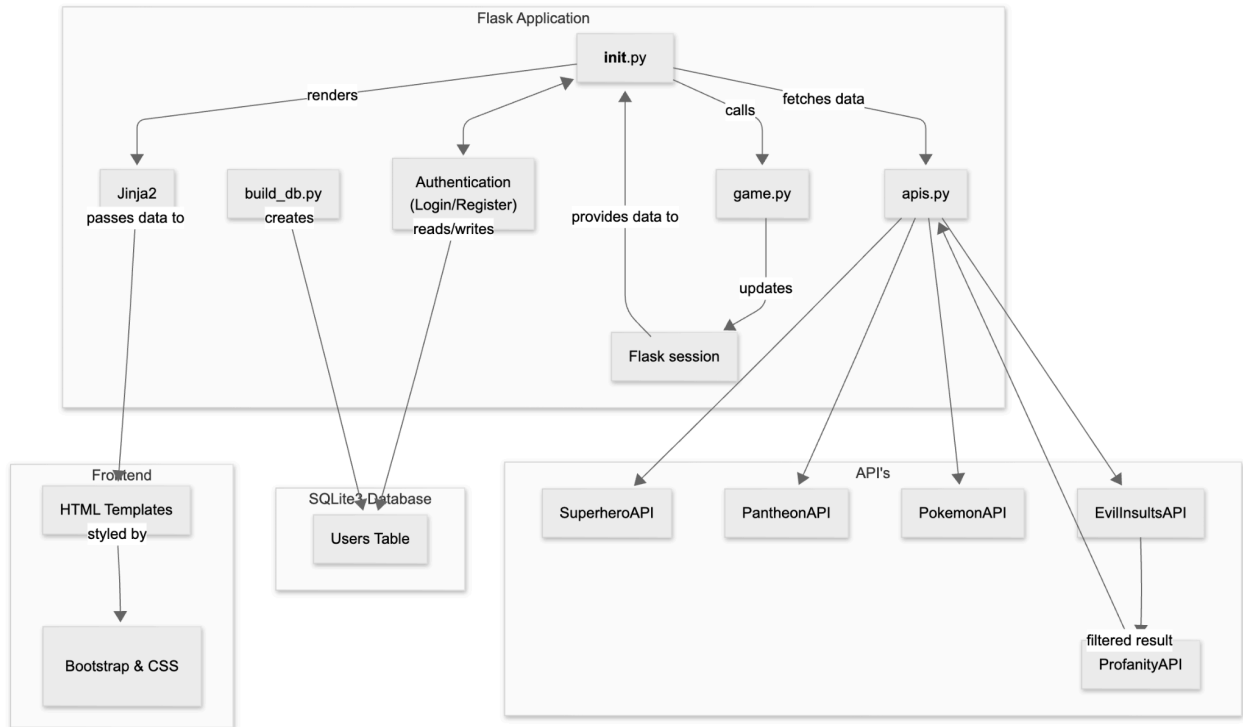 Flask Application
init.py
renders
fetches data
calls
Jinja2
passes data to
build_db.py
creates
Authentication
(Login/Register)
reads/writes
provides data to
game.py
apis.py
updates
Flask session
Frontend
HTML Templates
styled by
Bootstrap & CSS
SQLite3 Database
Users Table
API's
SuperheroAPI
PantheonAPI
PokemonAPI
EvilInsultsAPI
filtered result
ProfanityAPI